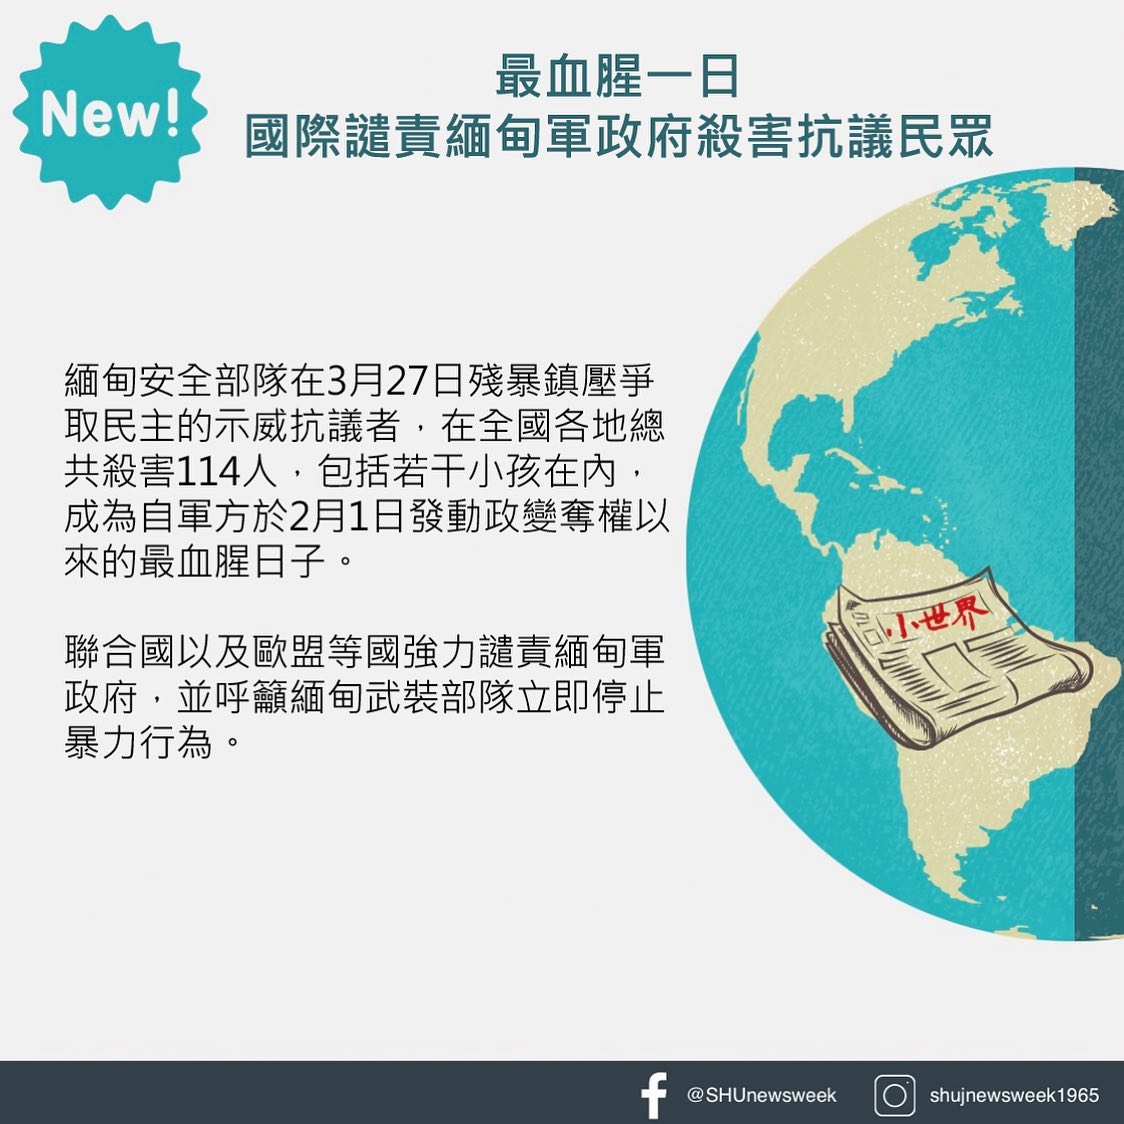 New!
最血腥一日
國際譴責緬甸軍政府殺害抗議民眾
緬甸安全部隊在3月27日殘暴鎮壓爭
取民主的示威抗議者，在全國各地總
共殺害114人，包括若干小孩在內，
成為自軍方於2月1日發動政變奪權以
來的最血腥日子。
小世界
聯合國以及歐盟等國強力譴責緬甸軍
政府，並呼籲緬甸武裝部隊立即停止
暴力行為。
@SHUnewsweek
shujnewsweek1965